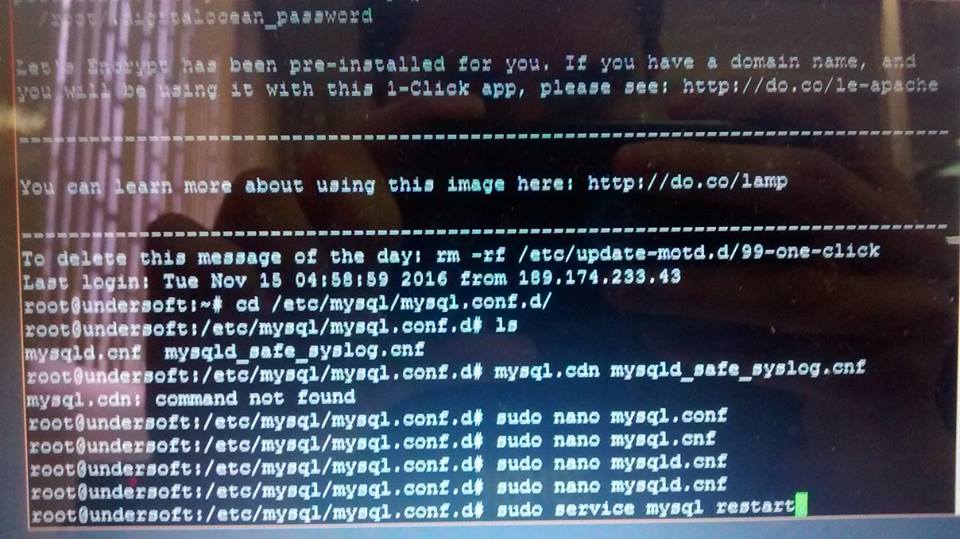 /root/.digitalocean_password
Let's Encrypt has been pre-installed for you. If you have a domain name, and
you will be using it with this 1-Click app, please see: http://do.co/le-apache
--------------------------------------------------------------------------------
You can learn more about using this image here: http://do.co/lamp
--------------------------------------------------------------------------------
To delete this message of the day: rm -rf /etc/update-motd.d/99-one-click
Last login: Tue Nov 15 04:58:59 2016 from 189.174.233.43
root@undersoft:~# cd /etc/mysql/mysql.conf.d/
root@undersoft:/etc/mysql/mysql.conf.d# ls
mysqld.cnf  mysqld_safe_syslog.cnf
root@undersoft:/etc/mysql/mysql.conf.d# mysql.cdn mysqld_safe_syslog.cnf
mysql.cdn: command not found
root@undersoft:/etc/mysql/mysql.conf.d# sudo nano mysql.conf
root@undersoft:/etc/mysql/mysql.conf.d# sudo nano mysql.cnf
root@undersoft:/etc/mysql/mysql.conf.d# sudo nano mysqld.cnf
root@undersoft:/etc/mysql/mysql.conf.d# sudo nano mysqld.cnf
root@undersoft:/etc/mysql/mysql.conf.d# sudo service mysql restart